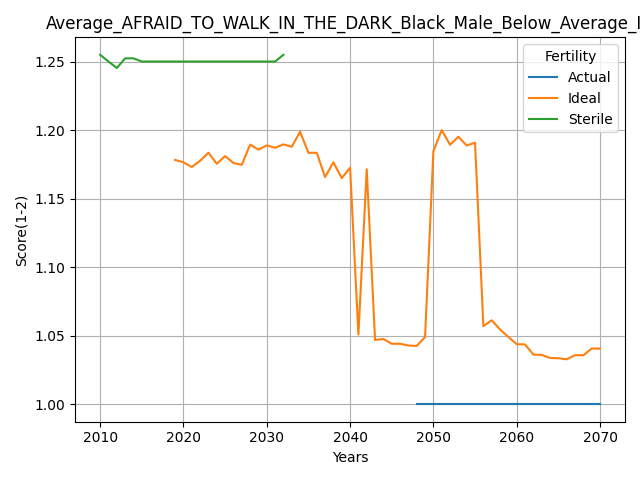 Average_AFRAID_TO_WALK_IN_THE_DARK_Black_Male_Below_Average_I
Fertility
Actual
Ideal
Sterile
Score(1-2)
1.25
1.20
1.15
1.10
1.05
1.00
2010 2020 2030 2040 2050 2060 2070
Years